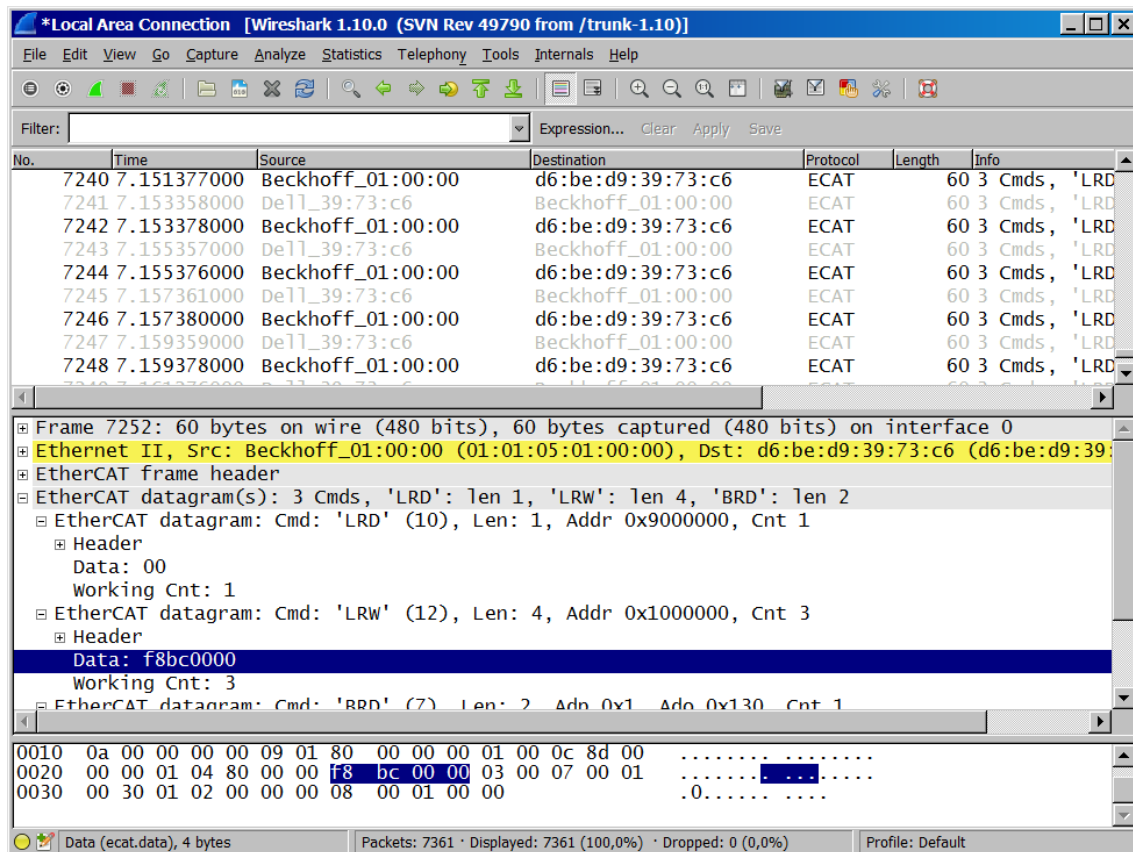 *Local Area Connection [Wireshark 1.10.0 (SVN Rev 49790 from /trunk-1.10)]
File Edit View Go Capture Analyze Statistics Telephony Tools Internals Help
Filter: Expression... Clear Apply Save
No. Time Source Destination Protocol Length Info
7240 7.151377000 Beckhoff_01:00:00 d6:be:d9:39:73:c6 ECAT 60 3 Cmds, 'LRD
7241 7.153358000 Dell_39:73:c6 Beckhoff_01:00:00 ECAT 60 3 Cmds, 'LRD
7242 7.153378000 Beckhoff_01:00:00 d6:be:d9:39:73:c6 ECAT 60 3 Cmds, 'LRD
7243 7.155357000 Dell_39:73:c6 Beckhoff_01:00:00 ECAT 60 3 Cmds, 'LRD
7244 7.155376000 Beckhoff_01:00:00 d6:be:d9:39:73:c6 ECAT 60 3 Cmds, 'LRD
7245 7.157361000 Dell_39:73:c6 Beckhoff_01:00:00 ECAT 60 3 Cmds, 'LRD
7246 7.157380000 Beckhoff_01:00:00 d6:be:d9:39:73:c6 ECAT 60 3 Cmds, 'LRD
7247 7.159359000 Dell_39:73:c6 Beckhoff_01:00:00 ECAT 60 3 Cmds, 'LRD
7248 7.159378000 Beckhoff_01:00:00 d6:be:d9:39:73:c6 ECAT 60 3 Cmds, 'LRD
Frame 7252: 60 bytes on wire (480 bits), 60 bytes captured (480 bits) on interface 0
Ethernet II, Src: Beckhoff_01:00:00 (01:01:05:01:00:00), Dst: d6:be:d9:39:73:c6 (d6:be:d9:39:
EtherCAT frame header
EtherCAT datagram(s): 3 Cmds, 'LRD': len 1, 'LRW': len 4, 'BRD': len 2
EtherCAT datagram: Cmd: 'LRD' (10), Len: 1, Addr 0x9000000, Cnt 1
Header
Data: 00
Working Cnt: 1
EtherCAT datagram: Cmd: 'LRW' (12), Len: 4, Addr 0x1000000, Cnt 3
Header
Data: f8bc0000
Working Cnt: 3
EtherCAT datagram: Cmd: 'BRD' (7), Len: 2, Adp 0x1, Ado 0x130, Cnt 1
0010 0a 00 00 00 00 09 01 80 00 00 00 01 00 0c 8d 00 ........ ........
0020 00 00 01 04 80 00 00 f8 bc 00 00 03 00 07 00 01 ........ ........
0030 00 30 01 02 00 00 00 08 00 01 00 00 .0...... ....
Data (ecat.data), 4 bytes Packets: 7361 · Displayed: 7361 (100,0%) · Dropped: 0 (0,0%) Profile: Default